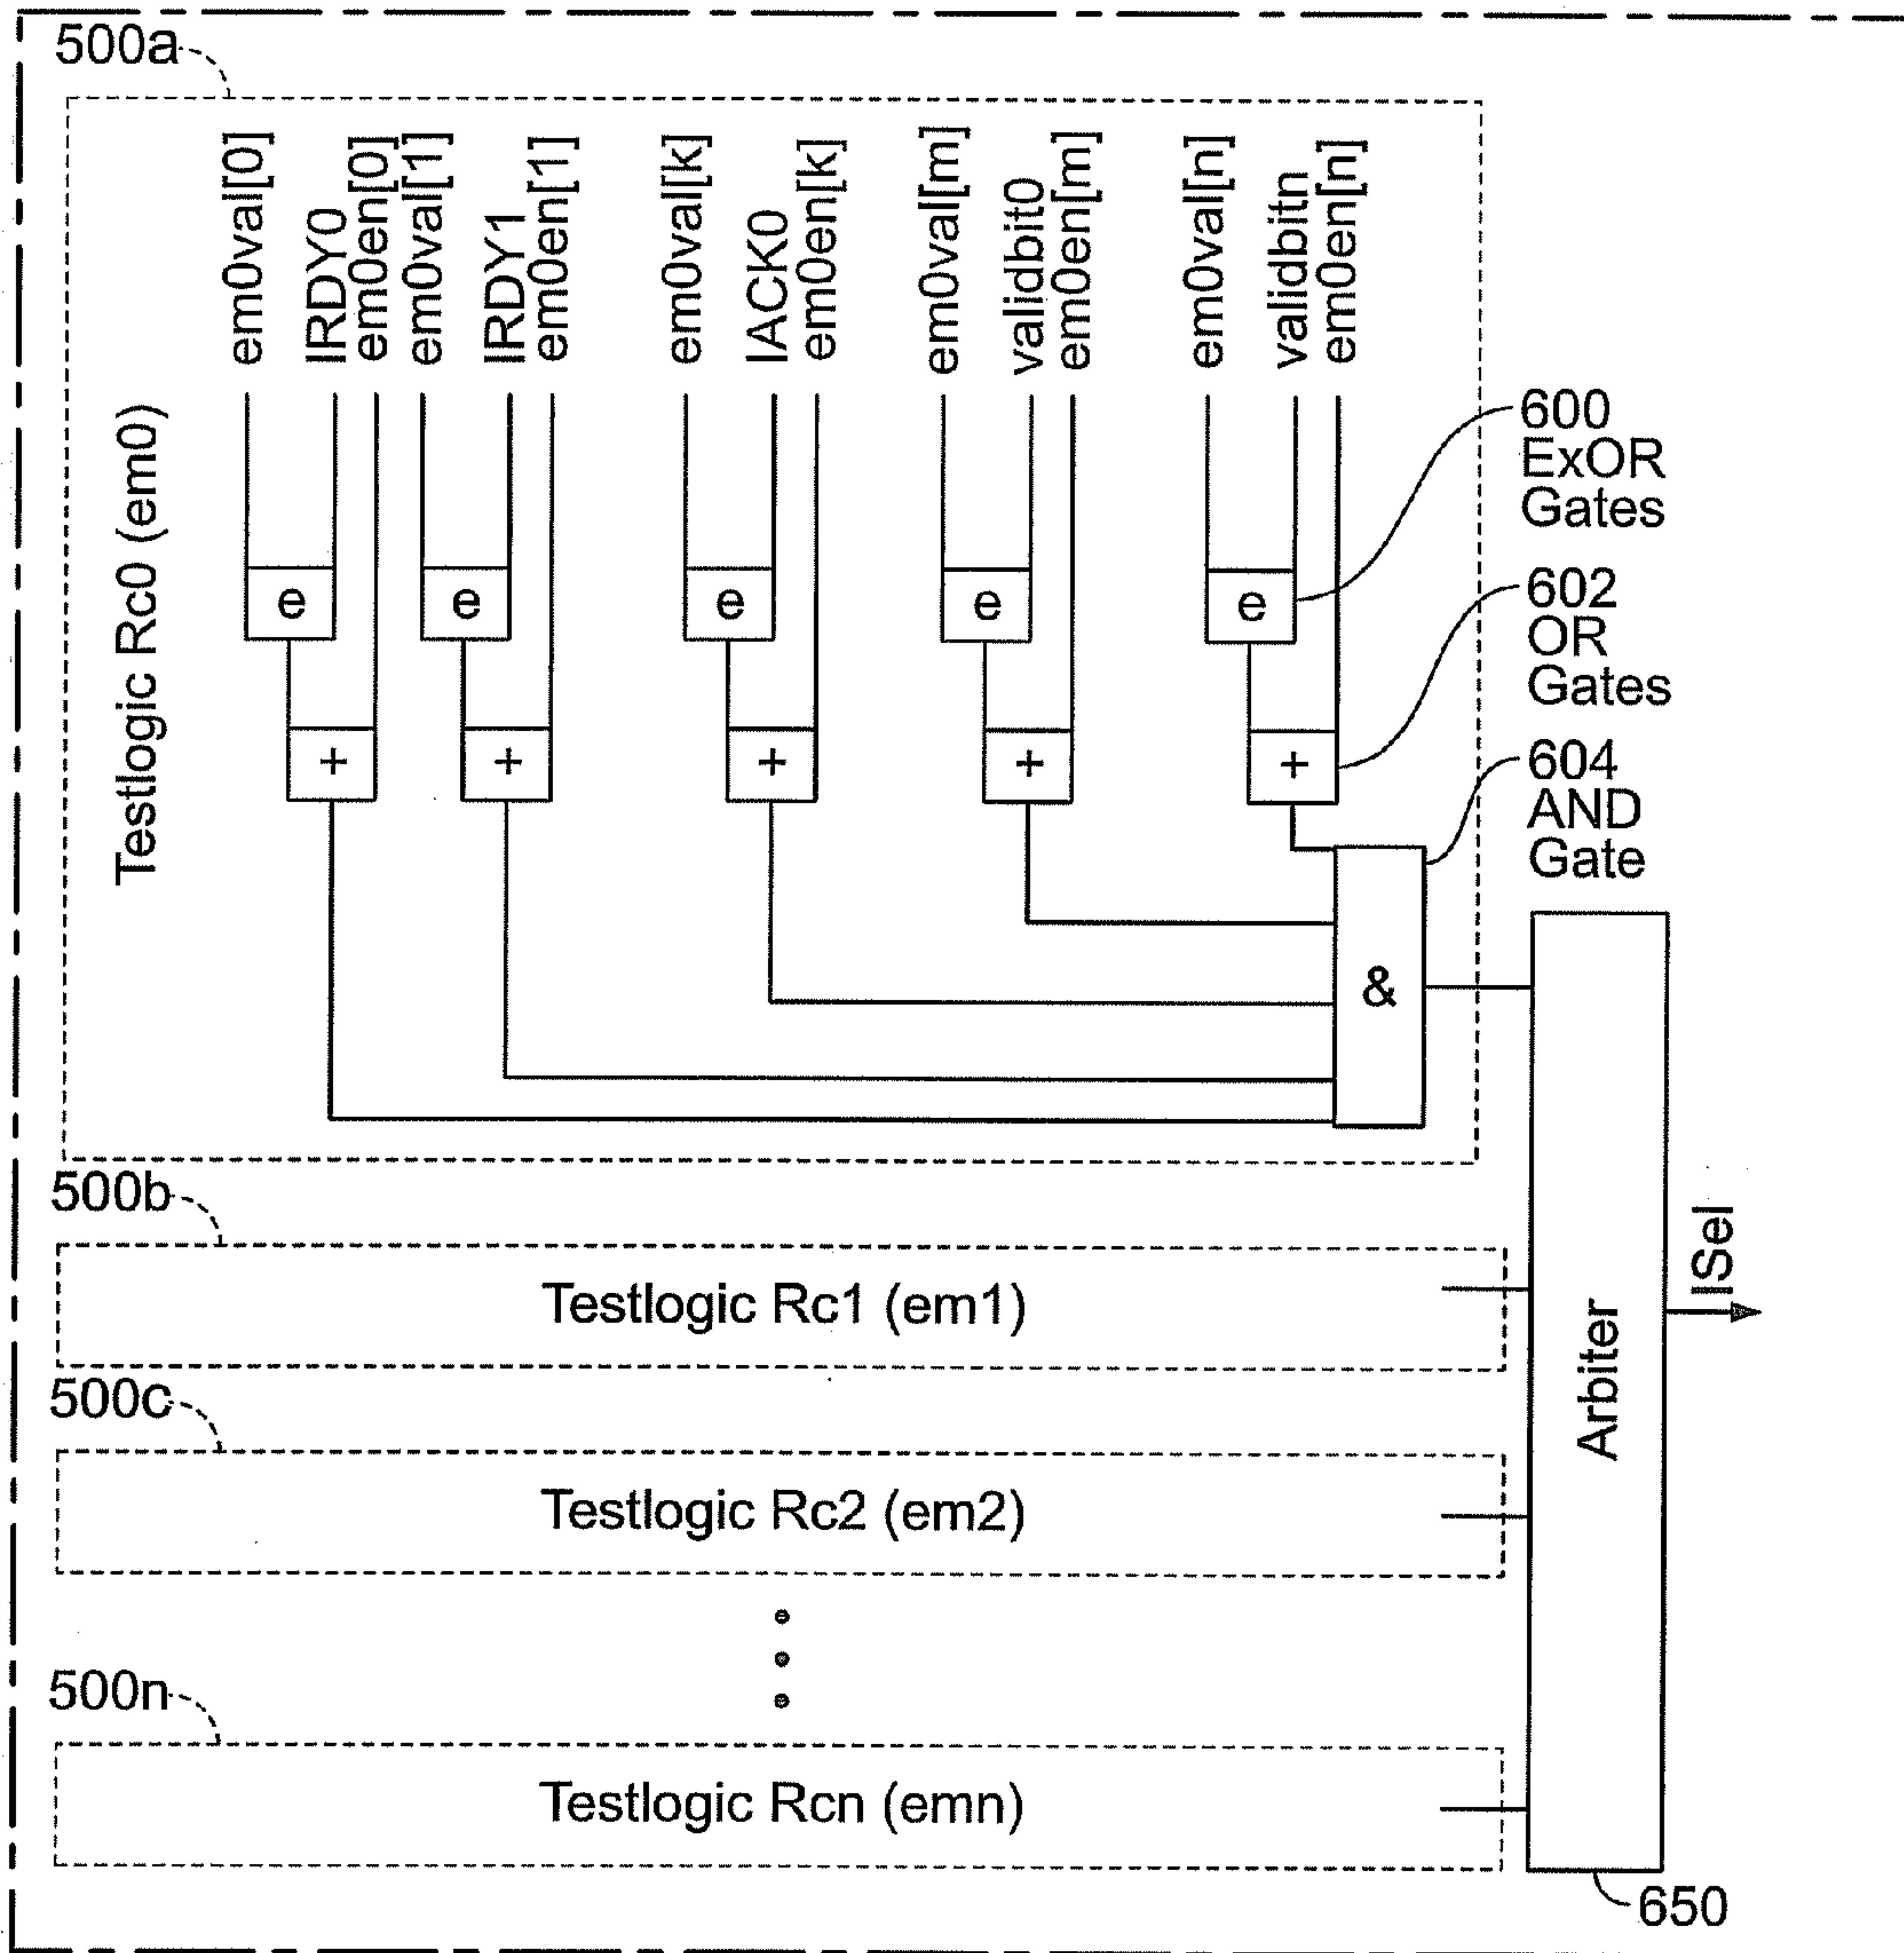 500a
em0val[0]
IRDY0
em0en[0]
em0val[1]
IRDY1
em0en[1]
em0val[k]
IACK0
em0en[k]
em0val[m]
validbit0
em0en[m]
em0val[n]
validbitn
em0en[n]
Testlogic Rc0 (em0)
e
e
e
e
e
600
ExOR
Gates
+
+
+
+
+
602
OR
Gates
604
AND
Gate
&
500b
Testlogic Rc1 (em1)
500c
Testlogic Rc2 (em2)
500n
Testlogic Rcn (emn)
Arbiter
ISel
650